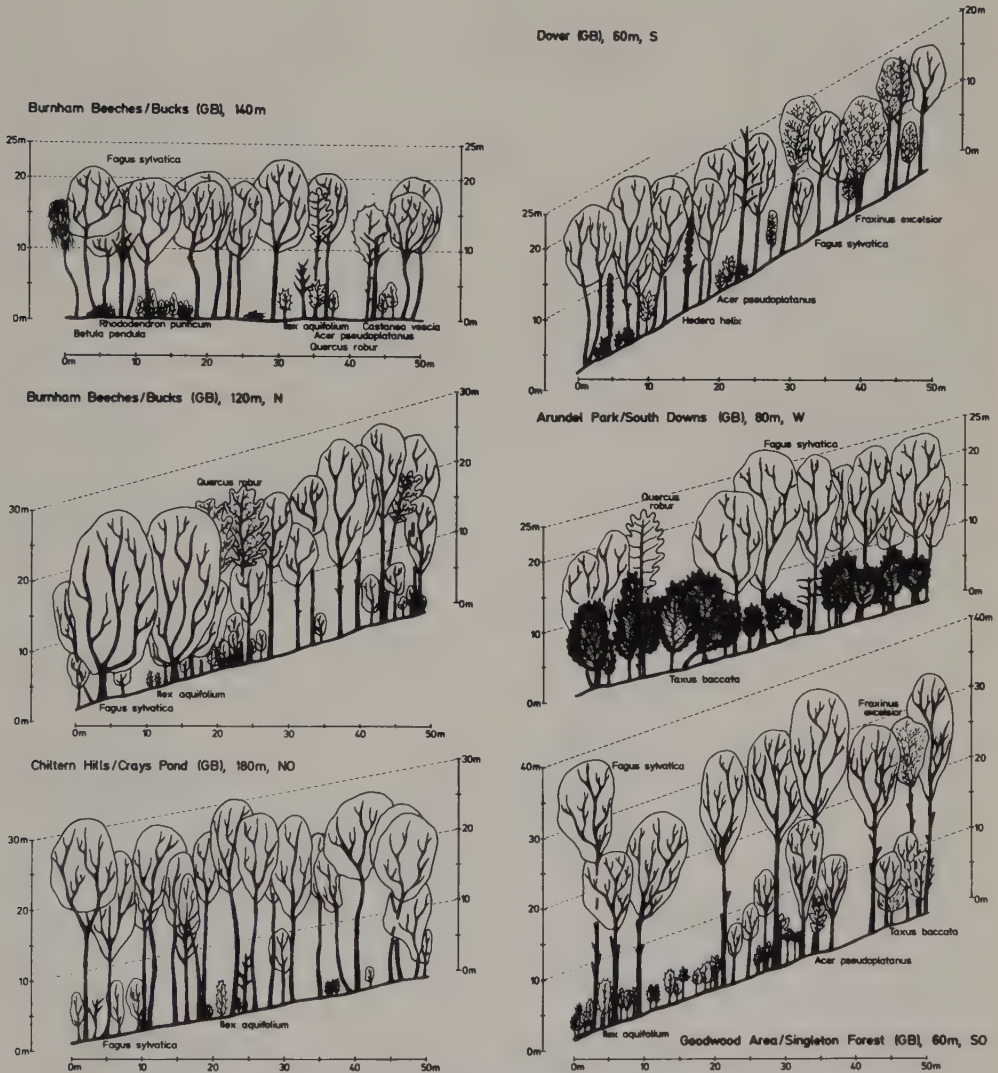 Burnham Beeches/Bucks (GB), 140m
25m
20
10
0m
Fagus sylvatica
25m
20
10
0m
Rhododendron punticum
Ilex aquifolium
Castanea vescia
Betula pendula
Acer pseudoplatanus
Quercus robur
0m 10 20 30 40 50m
Burnham Beeches/Bucks (GB), 120m, N
30m
20
10
0m
Quercus robur
30m
20
10
0m
Ilex aquifolium
Fagus sylvatica
0m 10 20 30 40 50m
Chiltern Hills/Crays Pond (GB), 180m, NO
30m
20
10
0m
30m
20
10
0m
Ilex aquifolium
Fagus sylvatica
0m 10 20 30 40 50m
Dover (GB), 60m, S
20m
10
0m
25m
20
10
0m
Fraxinus excelsior
Fagus sylvatica
Acer pseudoplatanus
Hedera helix
0m 10 20 30 40 50m
Arundel Park/South Downs (GB), 80m, W
25m
20
10
0m
Fagus sylvatica
Quercus
robur
25m
20
10
0m
Taxus baccata
40m
30
20
10
0m
Fraxinus
excelsior
Fagus sylvatica
40m
30
20
10
0m
Taxus baccata
Acer pseudoplatanus
Ilex aquifolium
Goodwood Area/Singleton Forest (GB), 60m, SO
0m 10 20 30 40 50m